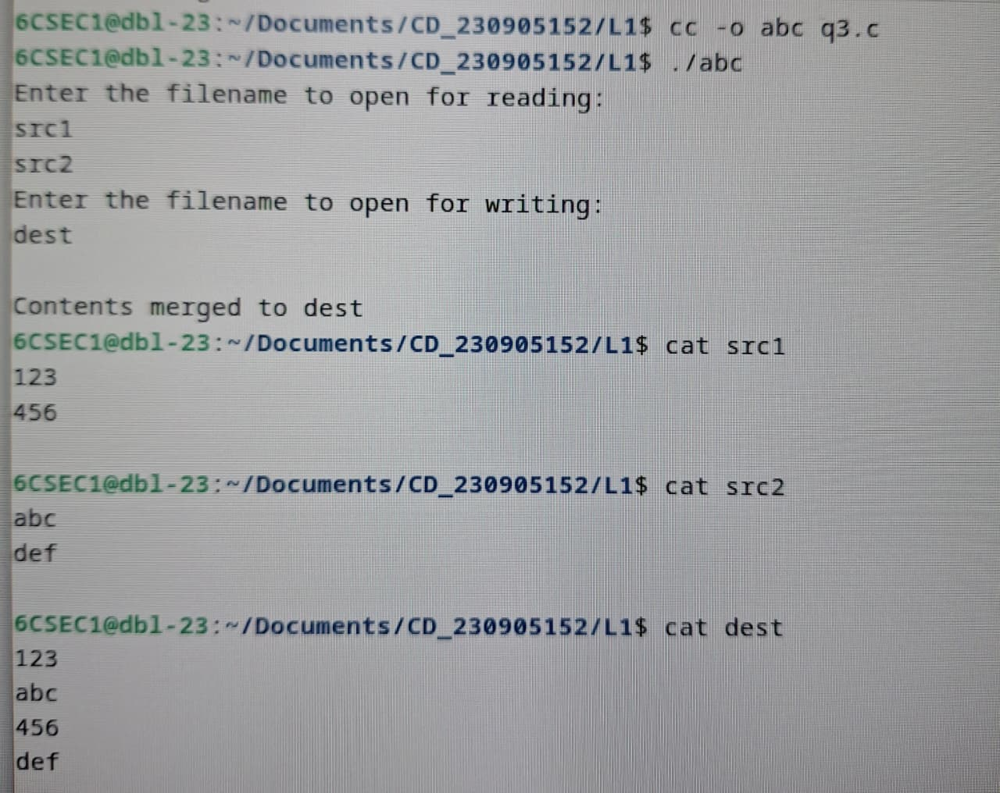 6CSEC1@dbl-23:~/Documents/CD_230905152/L1$ cc -o abc q3.c
6CSEC1@dbl-23:~/Documents/CD_230905152/L1$ ./abc
Enter the filename to open for reading:
src1
src2
Enter the filename to open for writing:
dest
Contents merged to dest
6CSEC1@dbl-23:~/Documents/CD_230905152/L1$ cat src1
123
456
6CSEC1@dbl-23:~/Documents/CD_230905152/L1$ cat src2
abc
def
6CSEC1@dbl-23:~/Documents/CD_230905152/L1$ cat dest
123
abc
456
def